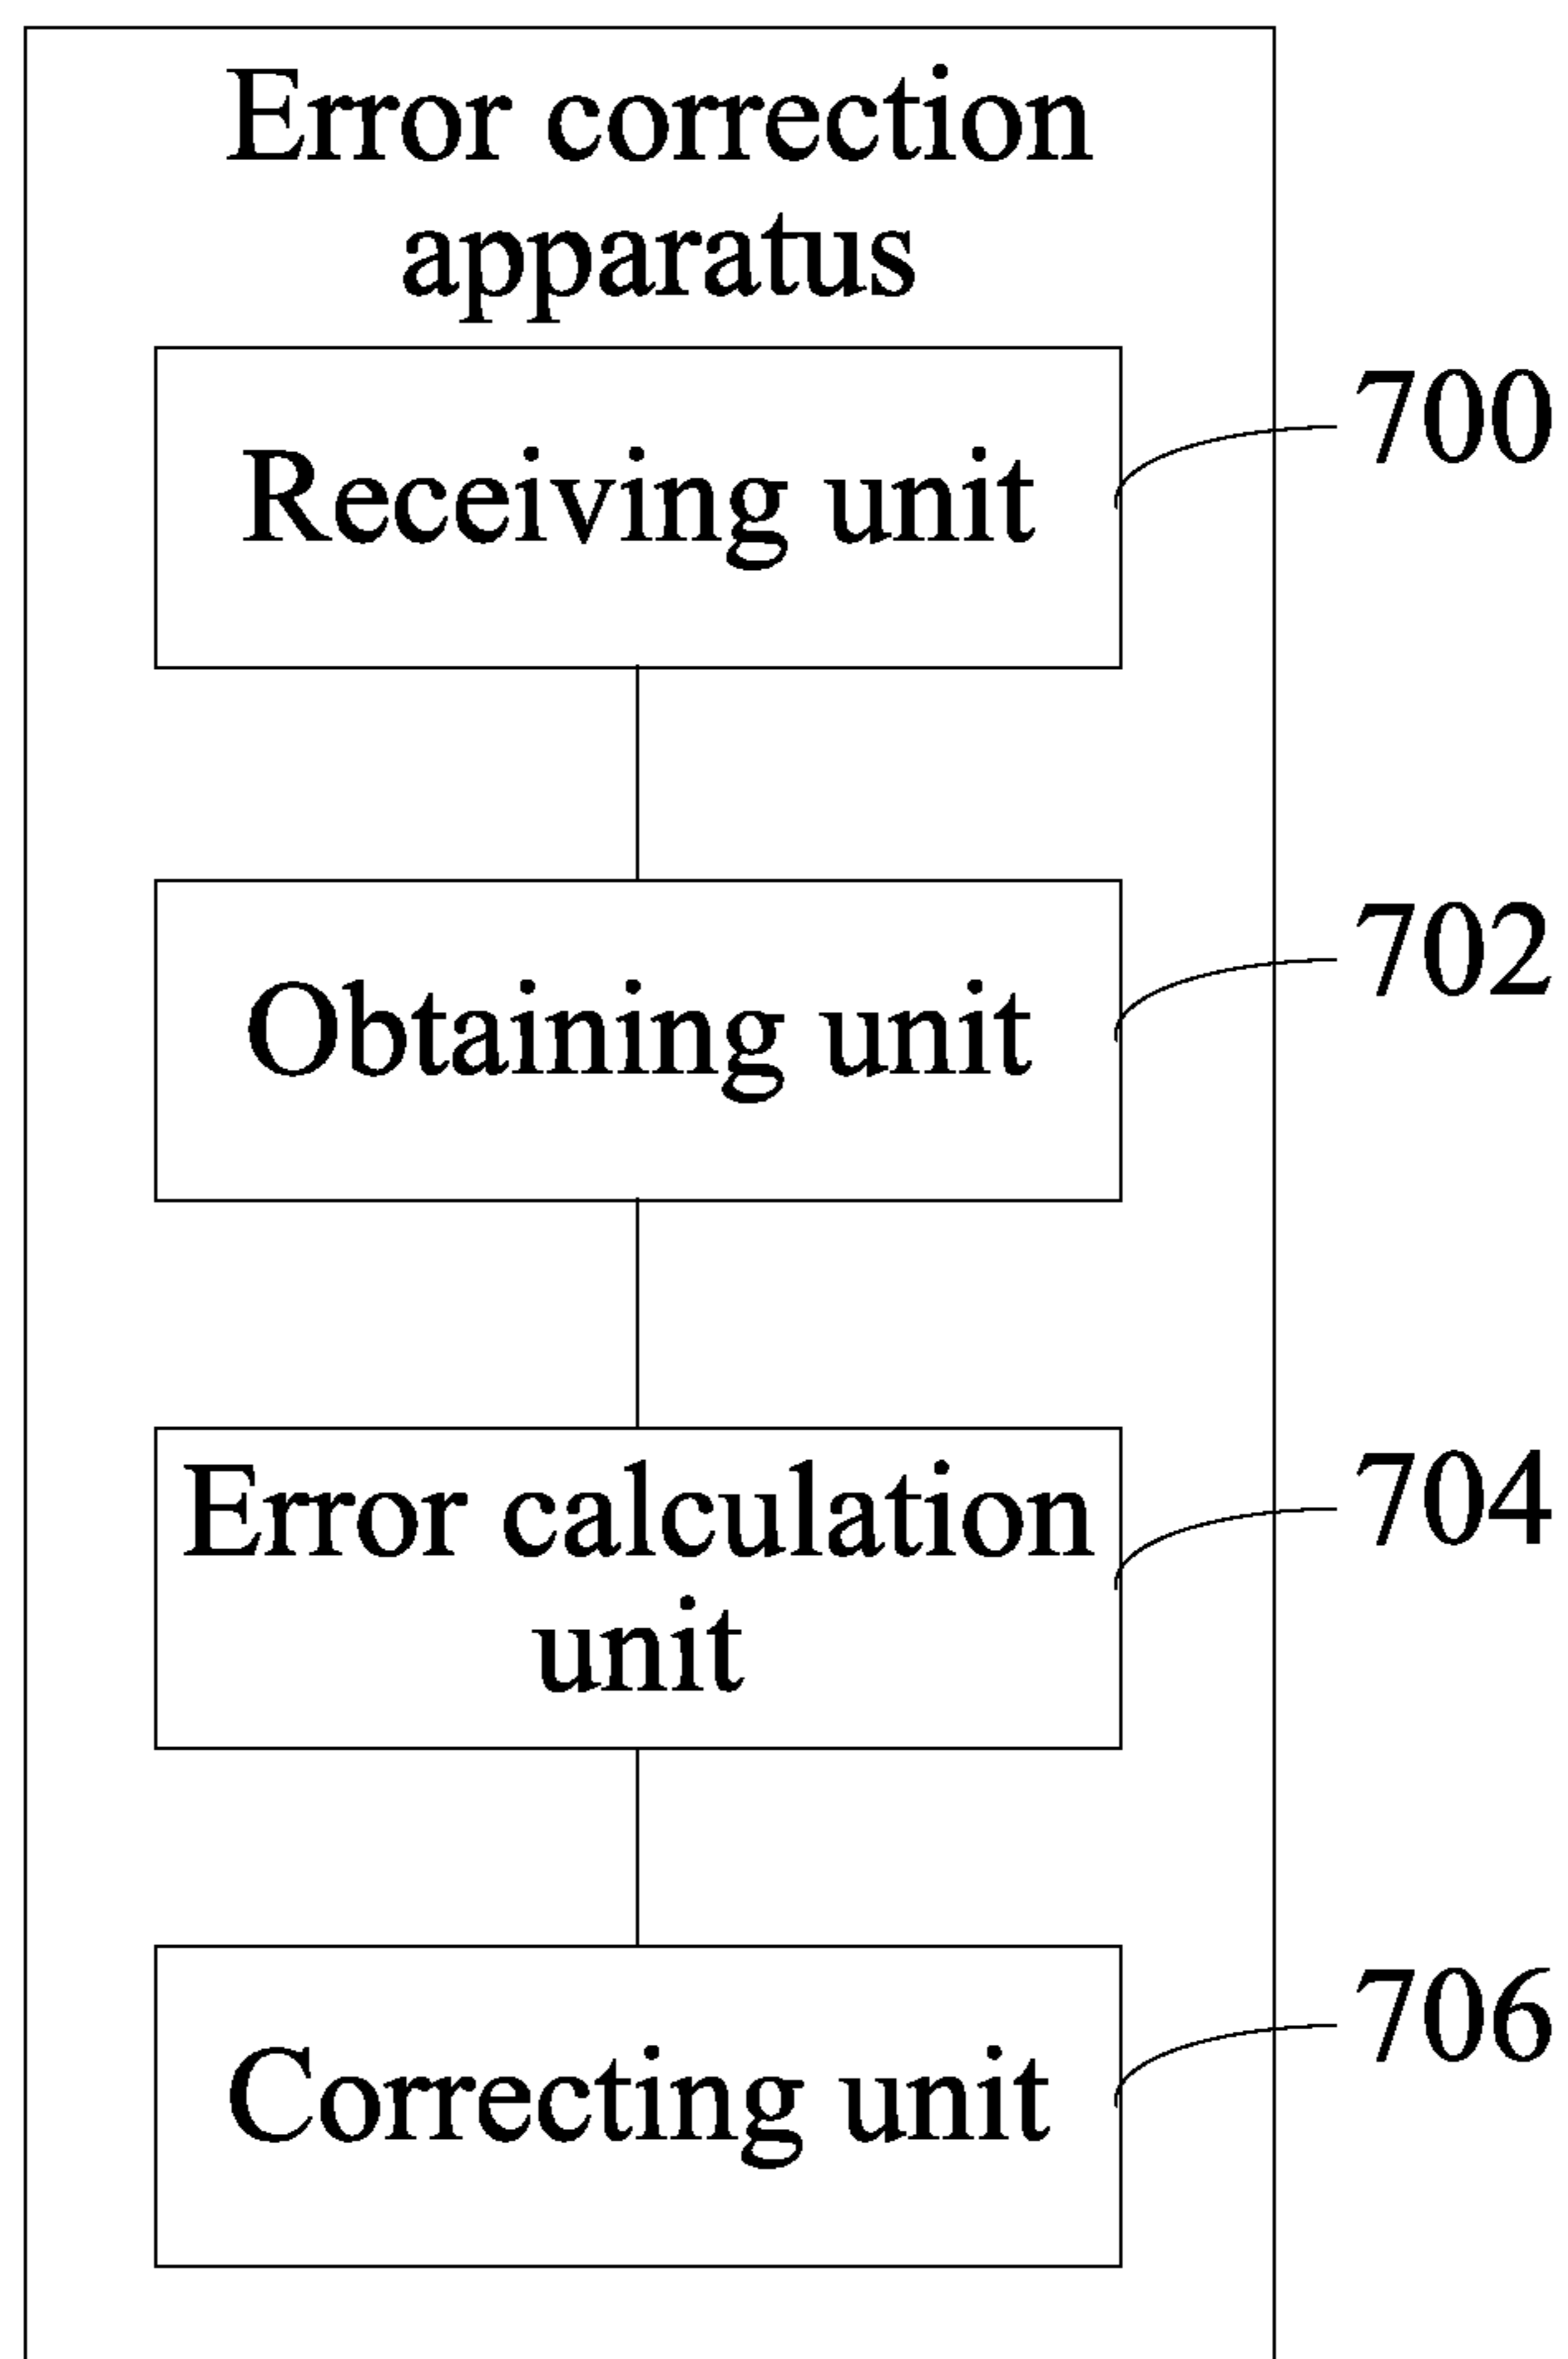 Error correction
apparatus
Receiving unit
700
Obtaining unit
702
Error calculation
unit
704
Correcting unit
706